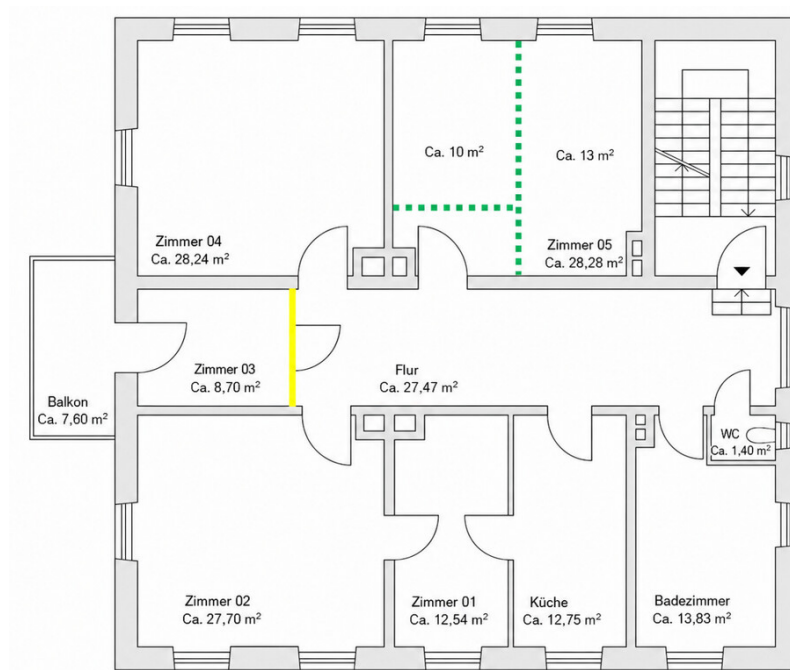 Ca. 10 m²
Ca. 13 m²
Zimmer 04
Ca. 28,24 m²
Zimmer 05
Ca. 28,28 m²
Zimmer 03
Ca. 8,70 m²
Flur
Ca. 27,47 m²
Balkon
Ca. 7,60 m²
WC
Ca. 1,40 m²
Zimmer 02
Ca. 27,70 m²
Zimmer 01
Ca. 12,54 m²
Küche
Ca. 12,75 m²
Badezimmer
Ca. 13,83 m²